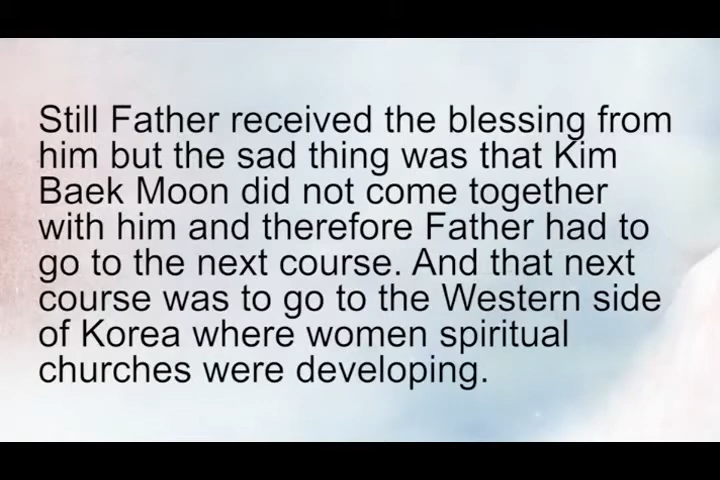 Still Father received the blessing from
him but the sad thing was that Kim
Baek Moon did not come together
with him and therefore Father had to
go to the next course. And that next
course was to go to the Western side
of Korea where women spiritual
churches were developing.